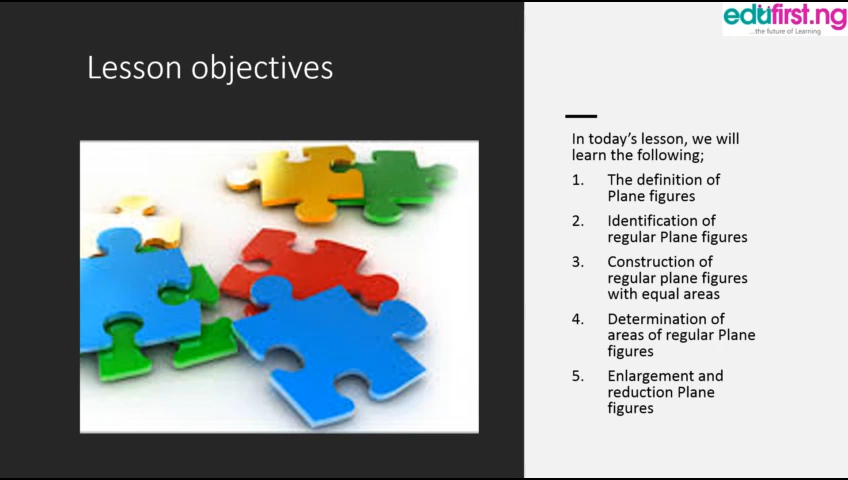 edufirst.ng
...the future of Learning
Lesson objectives
In today's lesson, we will
learn the following;
1. The definition of
Plane figures
2. Identification of
regular Plane figures
3. Construction of
regular plane figures
with equal areas
4. Determination of
areas of regular Plane
figures
5. Enlargement and
reduction Plane
figures